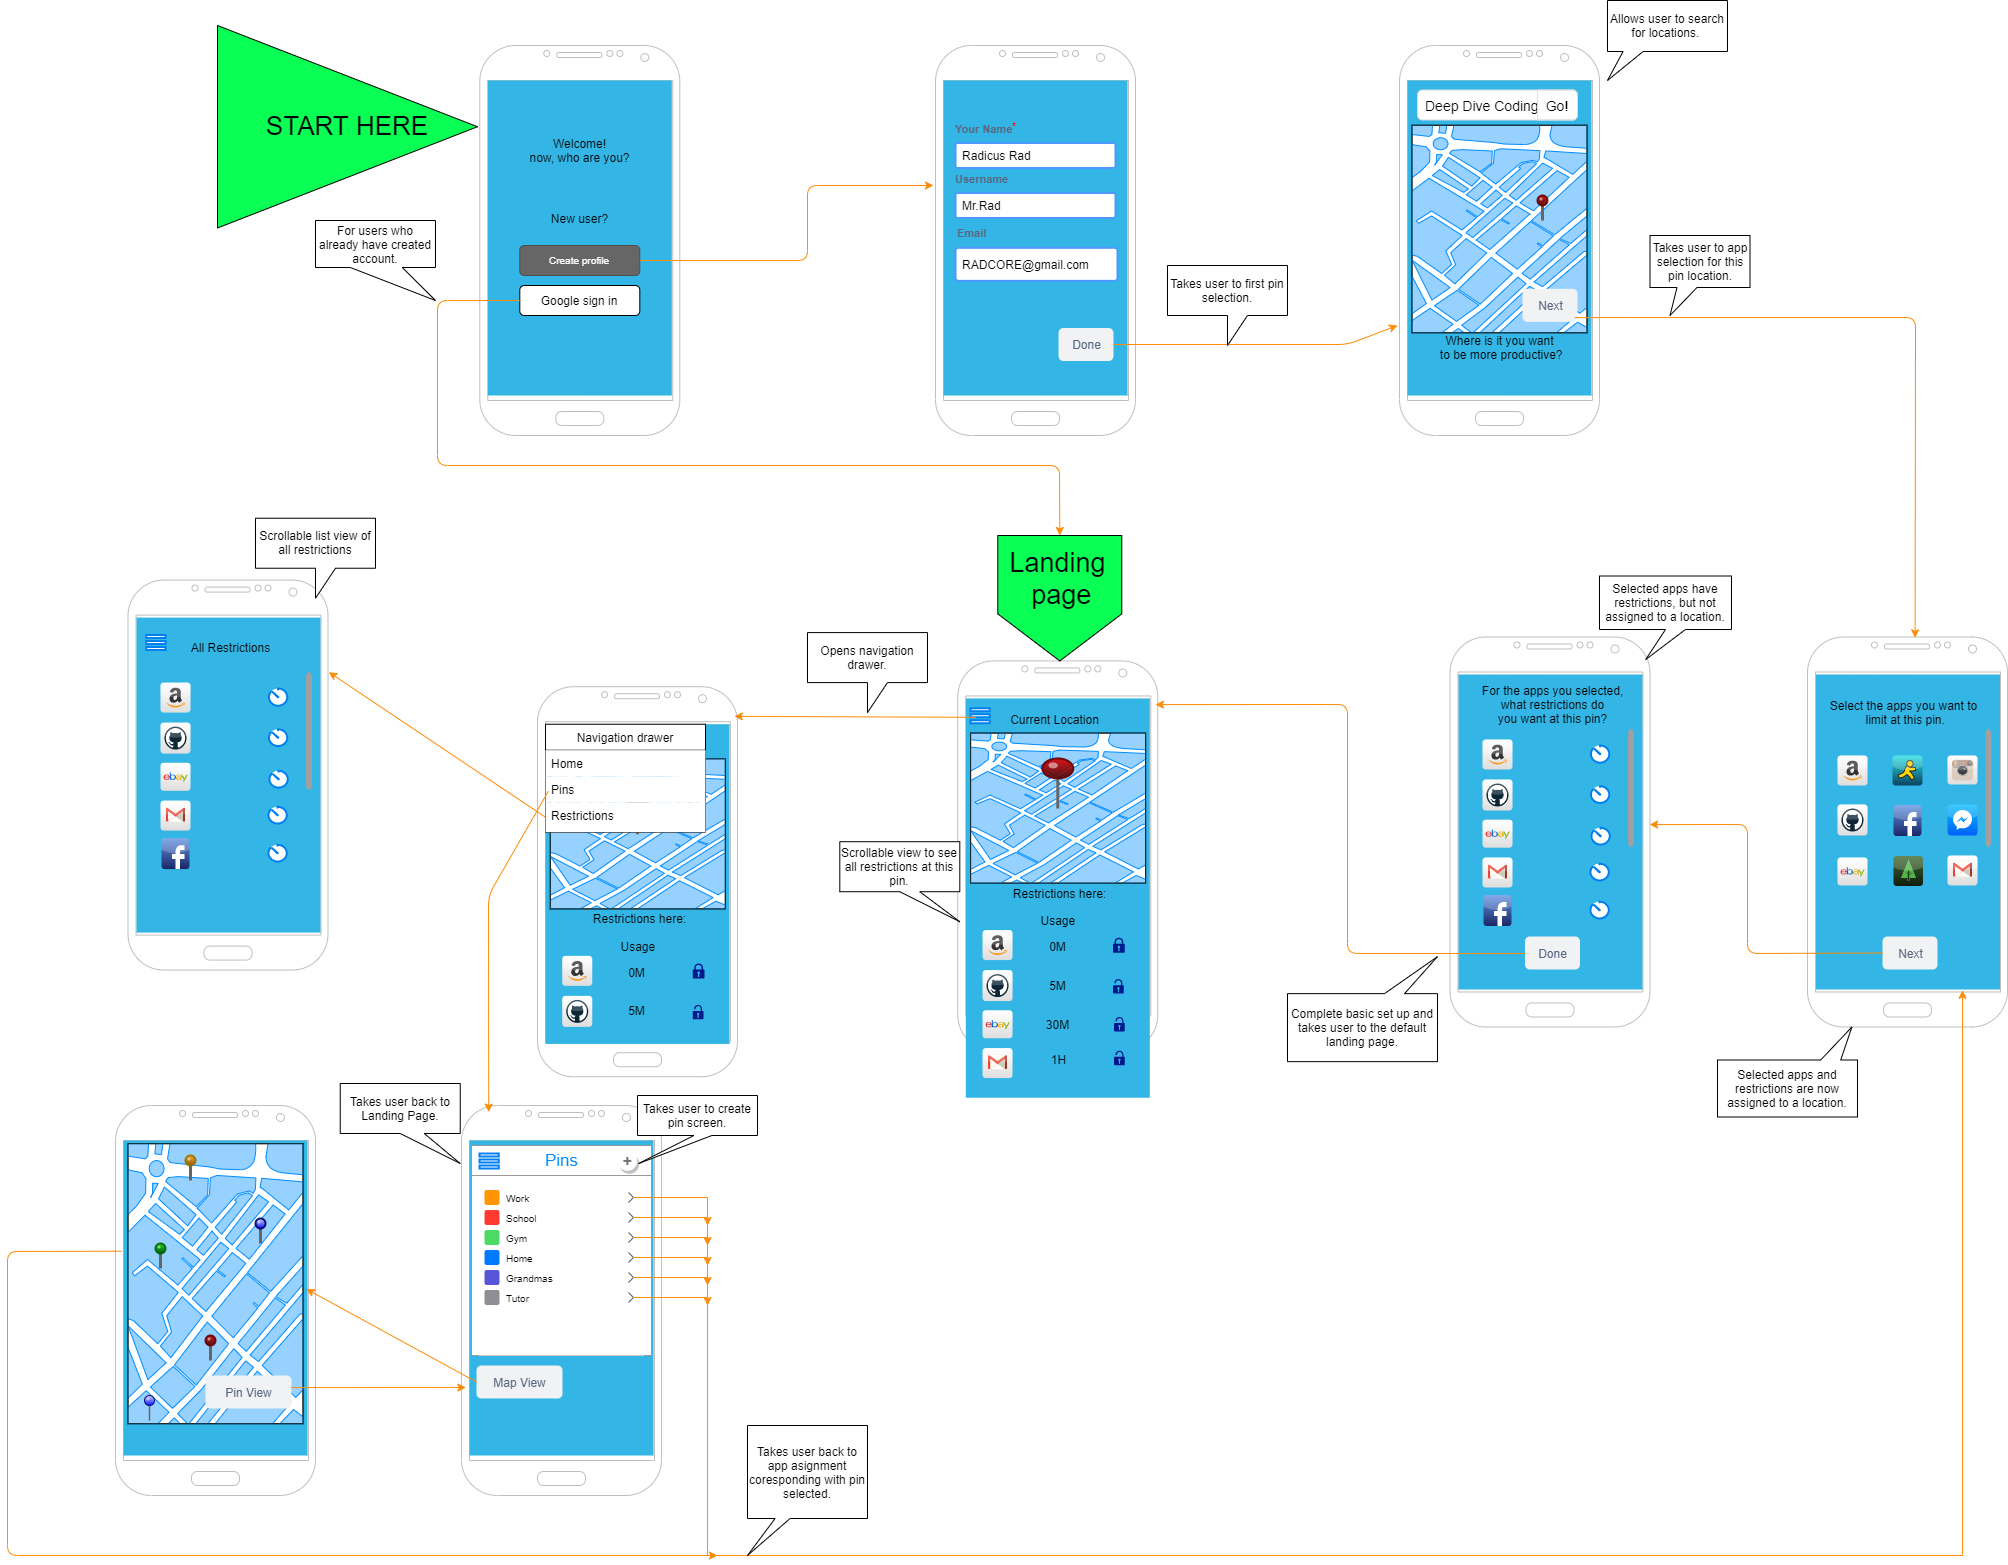 START HERE
Welcome!
now, who are you?
New user?
Create profile
Google sign in
For users who
already have created
account.
Your Name*
Radicus Rad
Username
Mr.Rad
Email
RADCORE@gmail.com
Done
Takes user to first pin
selection.
Allows user to search
for locations.
Deep Dive Coding
Go!
Next
Where is it you want
to be more productive?
Takes user to app
selection for this
pin location.
Landing
page
Scrollable list view of
all restrictions
All Restrictions
a
ebay
f
Opens navigation
drawer.
Navigation drawer
Home
Pins
Restrictions
Restrictions here:
Usage
a
0M
5M
Current Location
Scrollable view to see
all restrictions at this
pin.
Restrictions here:
Usage
a
0M
5M
ebay
30M
1H
Selected apps have
restrictions, but not
assigned to a location.
For the apps you selected,
what restrictions do
you want at this pin?
a
ebay
f
Done
Complete basic set up and
takes user to the default
landing page.
Select the apps you want to
limit at this pin.
a
f
ebay
Next
Selected apps and
restrictions are now
assigned to a location.
Pin View
Takes user back to
Landing Page.
Takes user to create
pin screen.
Pins
+
Work
School
Gym
Home
Grandmas
Tutor
Map View
Takes user back to
app asignment
coresponding with pin
selected.